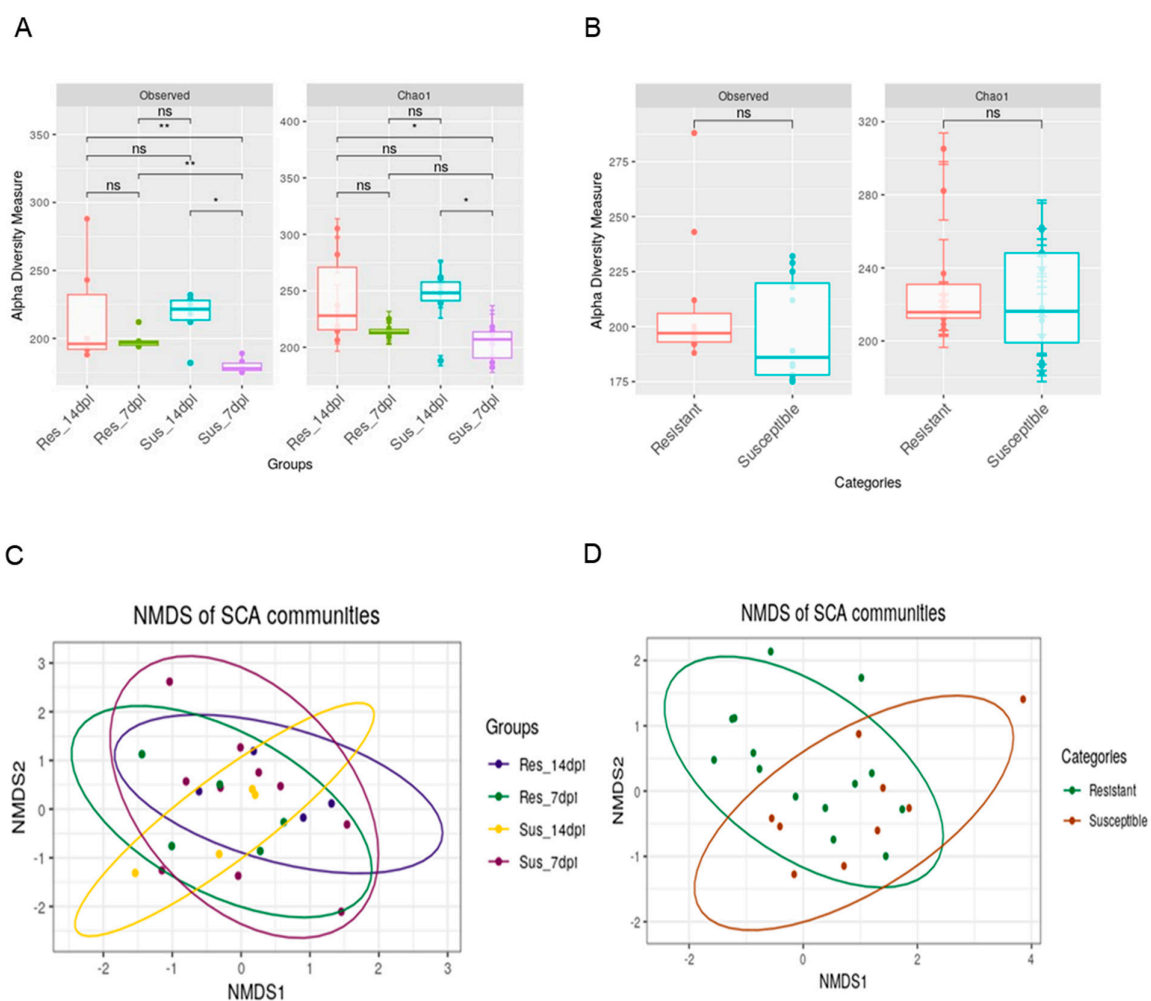 A
B
Observed
Chao1
Observed
Chao1
Alpha Diversity Measure
350
300
250
200
ns
**
ns
**
ns
*
400
350
300
250
200
ns
*
ns
ns
ns
*
Res_14dpi
Res_7dpi
Sus_14dpi
Sus_7dpi
Res_14dpi
Res_7dpi
Sus_14dpi
Sus_7dpi
Groups
Alpha Diversity Measure
275
250
225
200
175
ns
320
280
240
200
ns
Resistant
Susceptible
Resistant
Susceptible
Categories
C
D
NMDS of SCA communities
NMDS2
3
2
1
0
-1
-2
-2
-1
0
1
2
3
NMDS1
Groups
Res_14dpi
Res_7dpi
Sus_14dpi
Sus_7dpi
NMDS of SCA communities
NMDS2
2
1
0
-1
-2
-2
0
2
4
NMDS1
Categories
Resistant
Susceptible